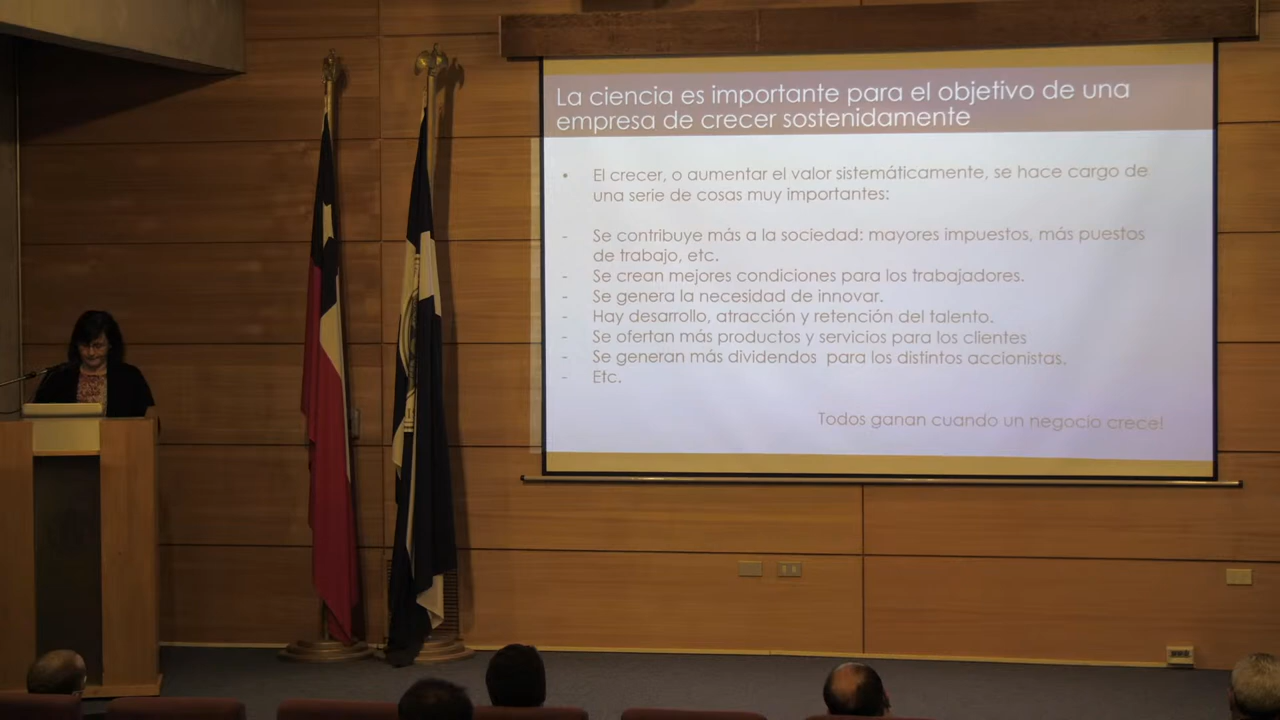 La ciencia es importante para el objetivo de una
empresa de crecer sostenidamente
• El crecer, o aumentar el valor sistemáticamente, se hace cargo de
una serie de cosas muy importantes:
- Se contribuye más a la sociedad: mayores impuestos, más puestos
de trabajo, etc.
- Se crean mejores condiciones para los trabajadores.
- Se genera la necesidad de innovar.
- Hay desarrollo, atracción y retención del talento.
- Se ofertan más productos y servicios para los clientes
- Se generan más dividendos para los distintos accionistas.
- Etc.
Todos ganan cuando un negocio crece!